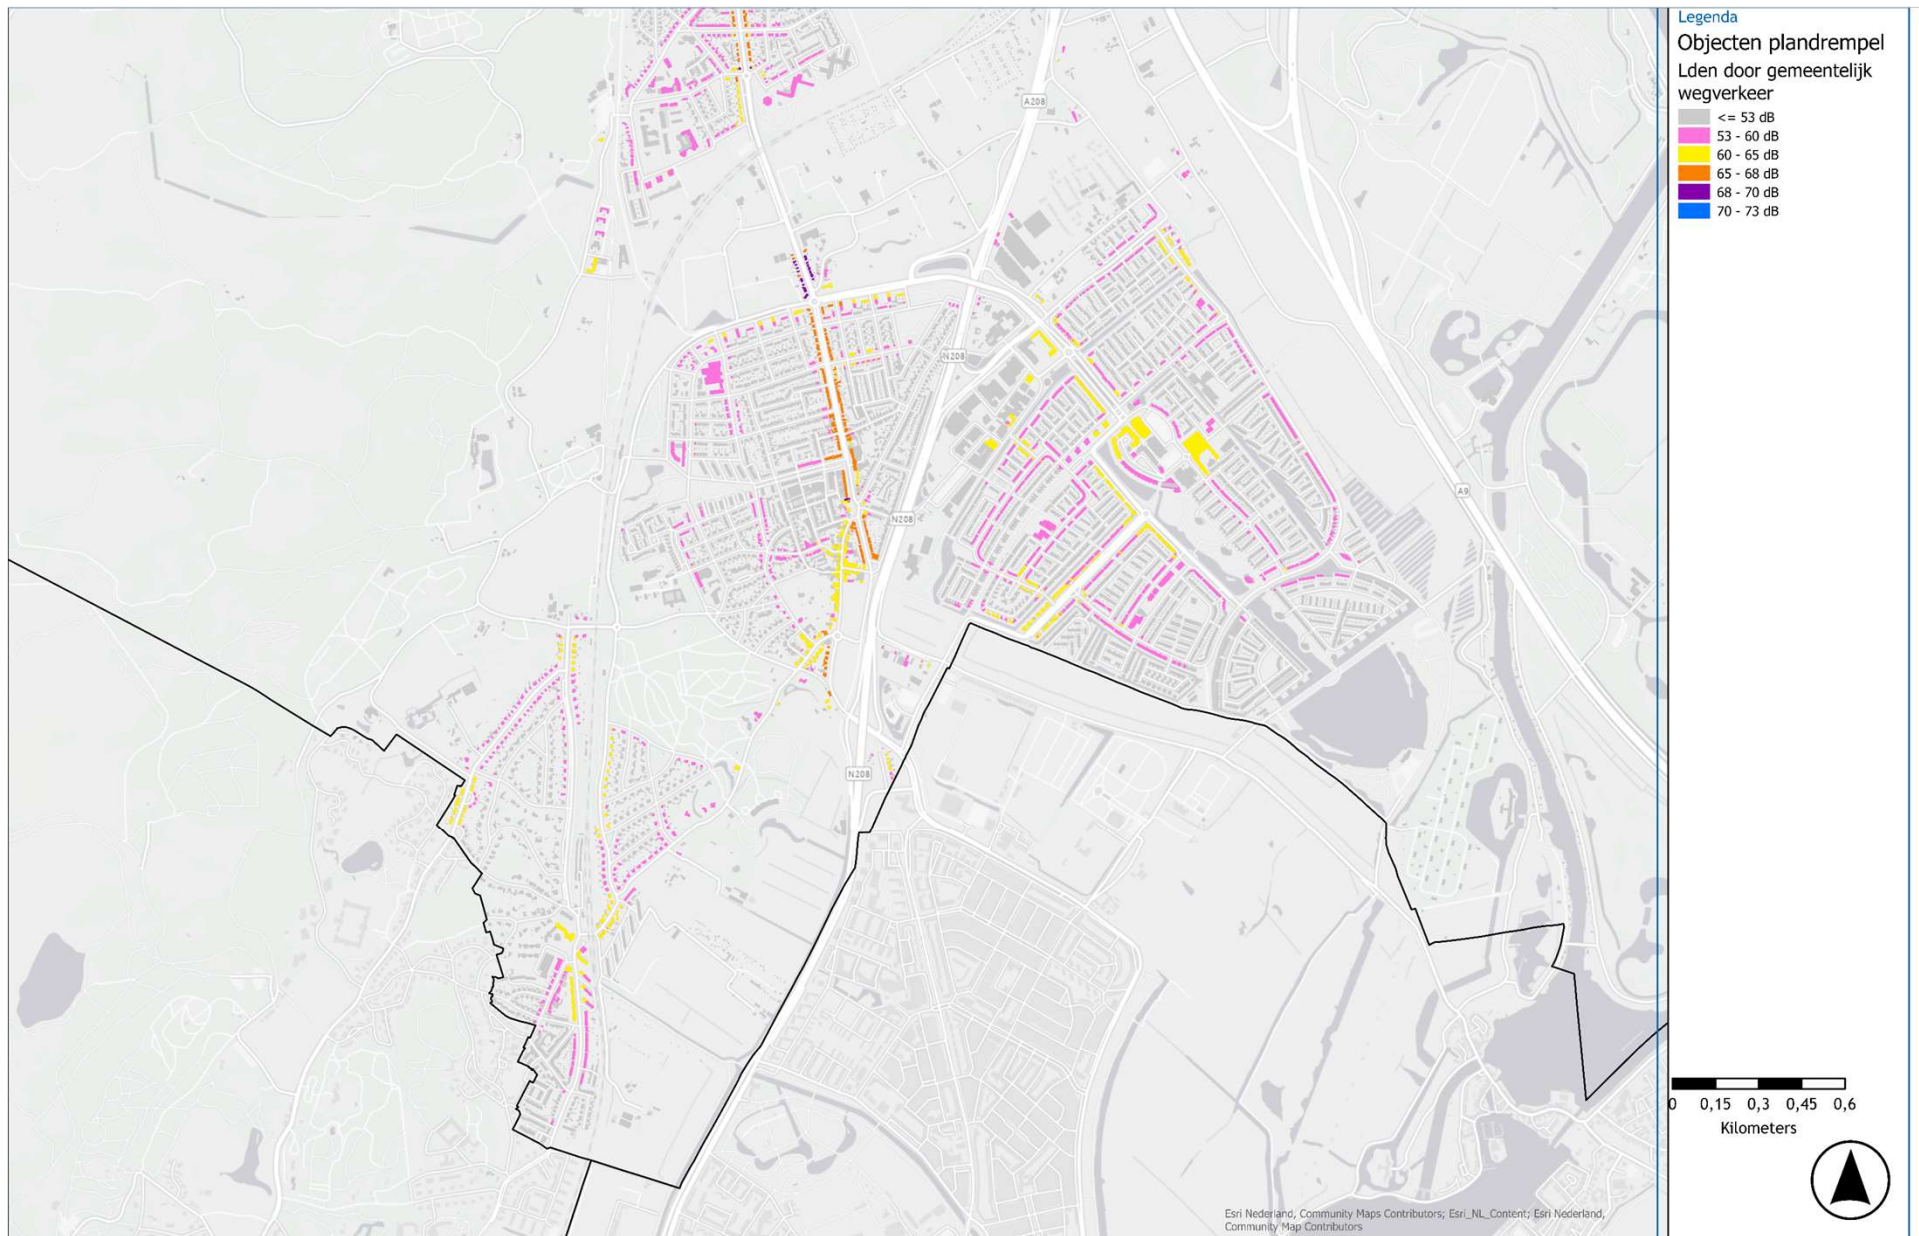 Legenda
Objecten plandrempel
Lden door gemeentelijk
wegverkeer
<= 53 dB
53 - 60 dB
60 - 65 dB
65 - 68 dB
68 - 70 dB
70 - 73 dB
A208
N208
A9
N208
N208
0 0,15 0,3 0,45 0,6
Kilometers
Esri Nederland, Community Maps Contributors; Esri_NL_Content; Esri Nederland,
Community Map Contributors